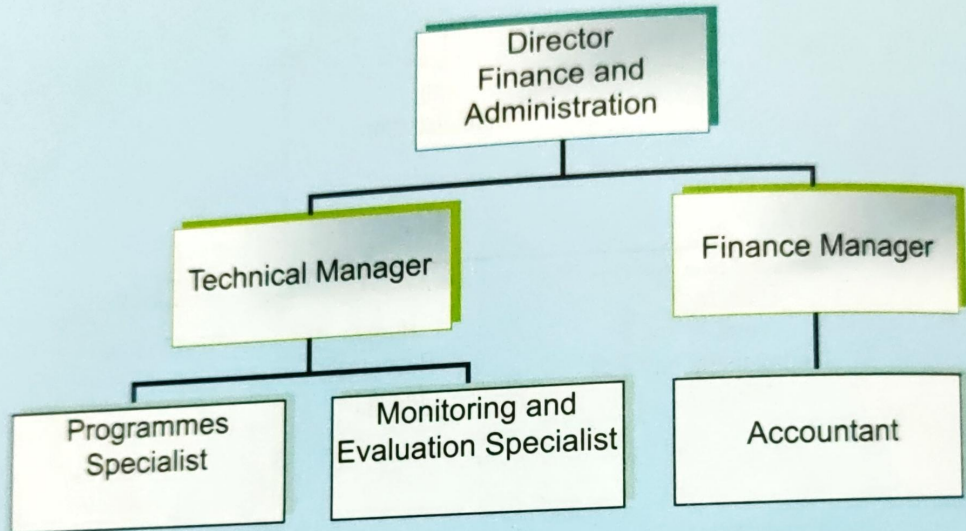 Director
Finance and
Administration
Technical Manager
Finance Manager
Programmes
Specialist
Monitoring and
Evaluation Specialist
Accountant